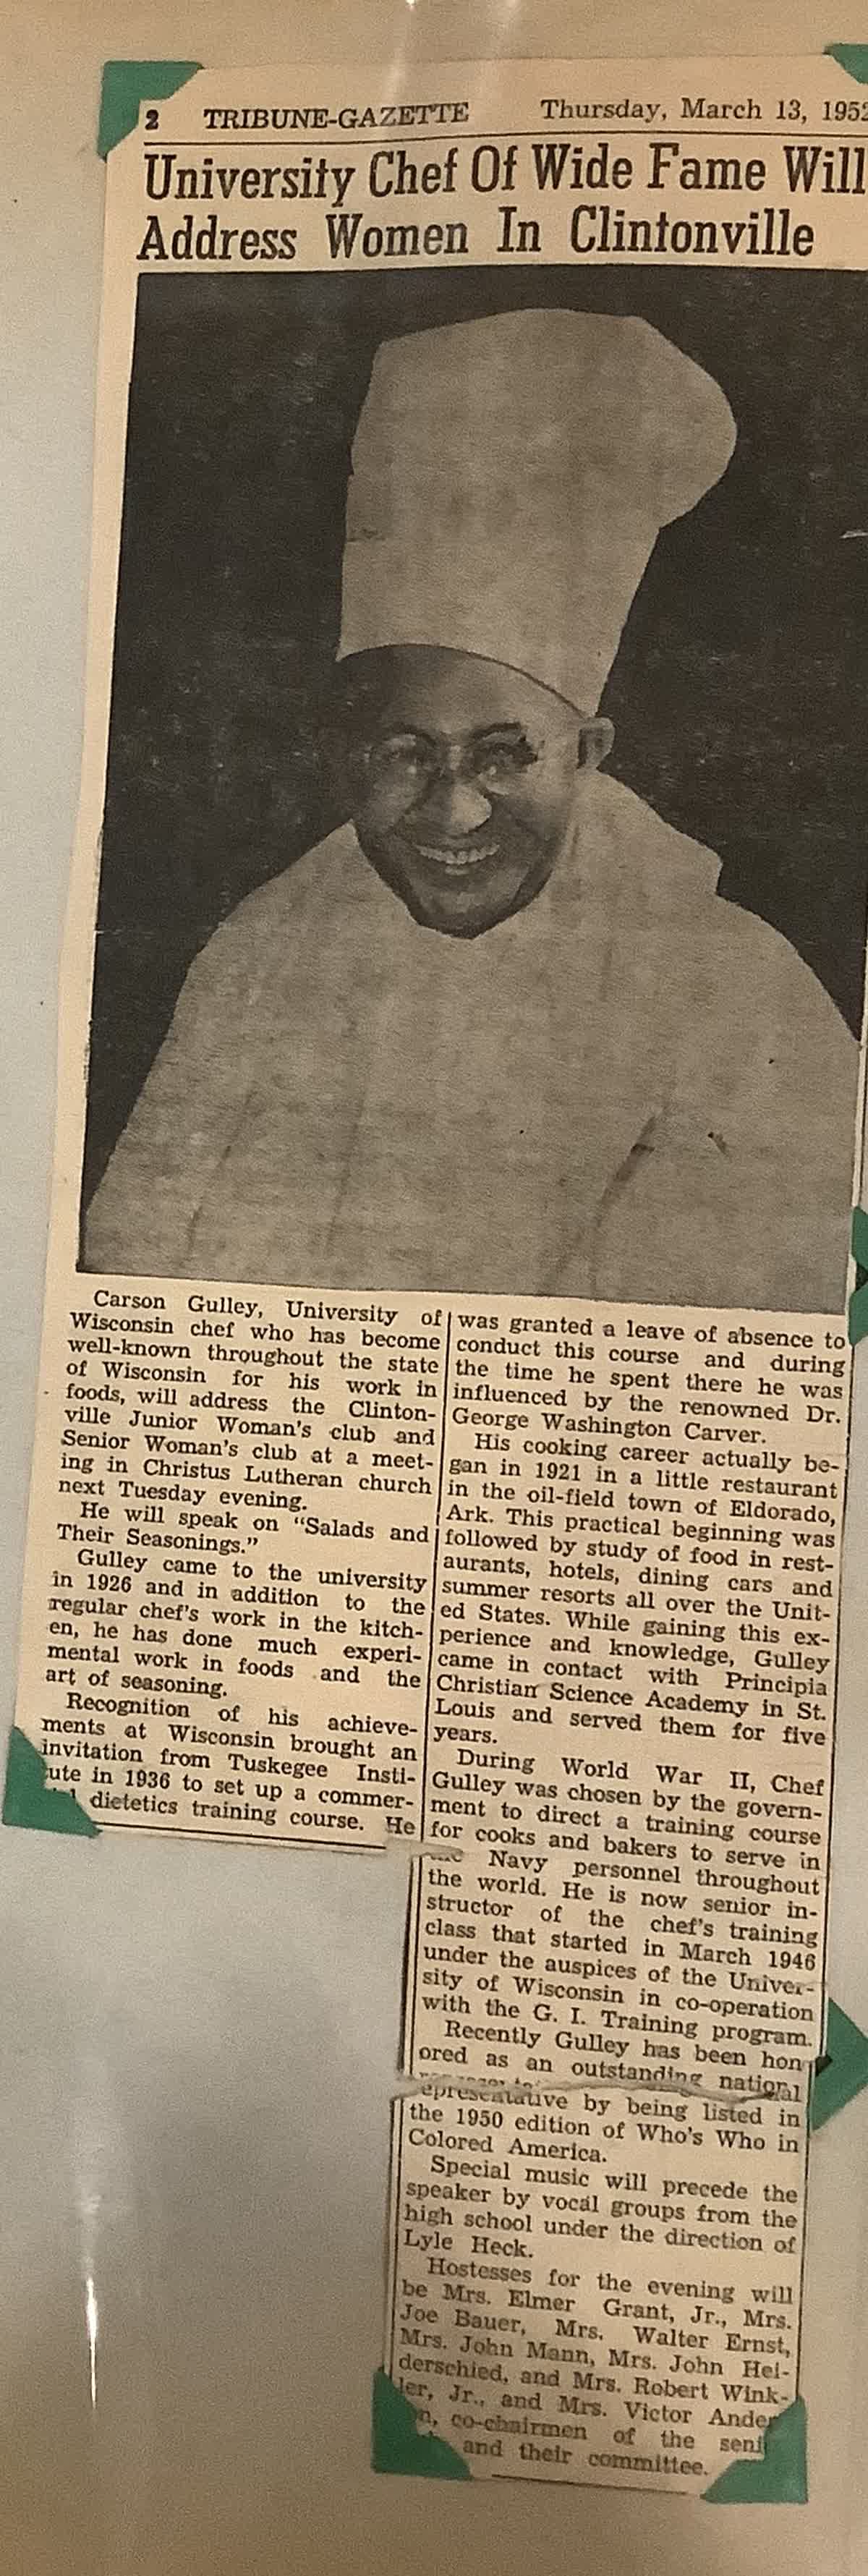 2 TRIBUNE-GAZETTE Thursday, March 13, 1952
University Chef Of Wide Fame Will
Address Women In Clintonville
Carson Gulley, University of
Wisconsin chef who has become
well-known throughout the state
of Wisconsin for his work in
foods, will address the Clinton-
ville Junior Woman's club and
Senior Woman's club at a meet-
ing in Christus Lutheran church
next Tuesday evening.
He will speak on "Salads and
Their Seasonings."
Gulley came to the university
in 1926 and in addition to the
regular chef's work in the kitch-
en, he has done much experi-
mental work in foods and the
art of seasoning.
Recognition of his achieve-
ments at Wisconsin brought an
invitation from Tuskegee Insti-
ute in 1936 to set up a commer-
dietetics training course. He
was granted a leave of absence to
conduct this course and during
the time he spent there he was
influenced by the renowned Dr.
George Washington Carver.
His cooking career actually be-
gan in 1921 in a little restaurant
in the oil-field town of Eldorado,
Ark. This practical beginning was
followed by study of food in rest-
aurants, hotels, dining cars and
summer resorts all over the Unit-
ed States. While gaining this ex-
perience and knowledge, Gulley
came in contact with Principia
Christian Science Academy in St.
Louis and served them for five
years.
During World War II, Chef
Gulley was chosen by the govern-
ment to direct a training course
for cooks and bakers to serve in
Navy personnel throughout
the world. He is now senior in-
structor of the chef's training
class that started in March 1946
under the auspices of the Univer-
sity of Wisconsin in co-operation
with the G. I. Training program.
Recently Gulley has been hon
ored as an outstanding national
epresentative by being listed in
the 1950 edition of Who's Who in
Colored America.
Special music will precede the
speaker by vocal groups from the
high school under the direction of
Lyle Heck.
Hostesses for the evening will
be Mrs. Elmer Grant, Jr., Mrs.
Joe Bauer, Mrs. Walter Ernst,
Mrs. John Mann, Mrs. John Hei-
derschied, and Mrs. Robert Wink-
ler, Jr., and Mrs. Victor Ander
n, co-chairmen of the seni
and their committee.